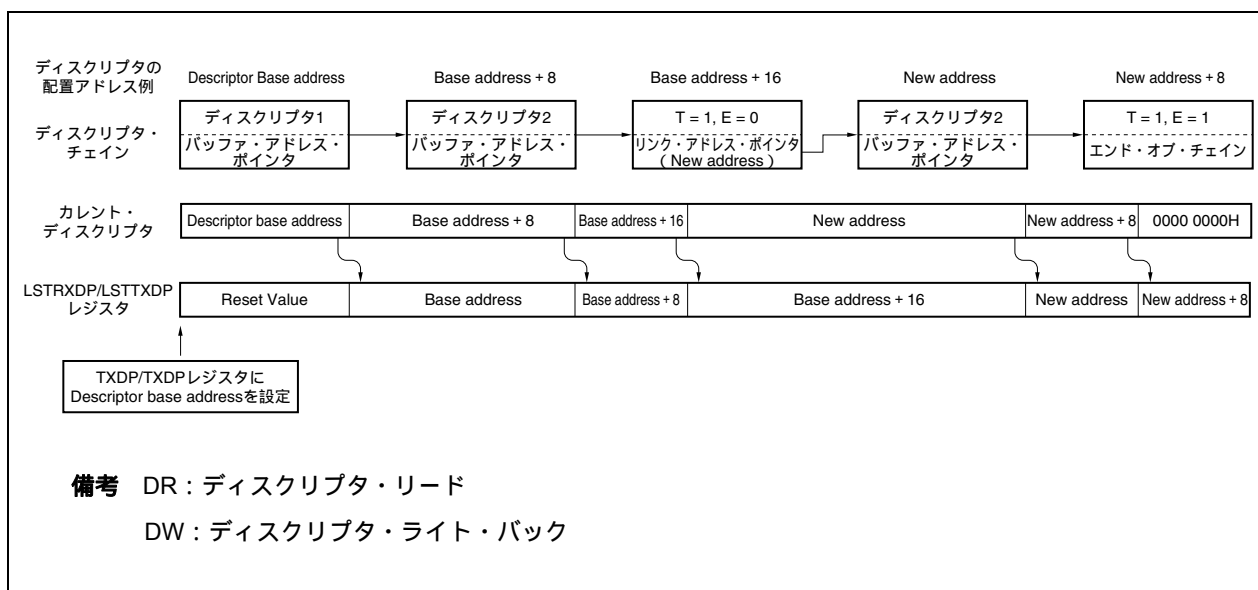 ディスクリプタの
配置アドレス例
Descriptor Base address
Base address + 8
Base address + 16
New address
New address + 8
ディスクリプタ・
チェイン
ディスクリプタ1
バッファ・アドレス・
ポインタ
ディスクリプタ2
バッファ・アドレス・
ポインタ
T = 1, E = 0
リンク・アドレス・ポインタ
( New address )
ディスクリプタ2
バッファ・アドレス・
ポインタ
T = 1, E = 1
エンド・オブ・チェイン
カレント・
ディスクリプタ
Descriptor base address
Base address + 8
Base address + 16
New address
New address + 8
0000 0000H
LSTRXDP/LSTTXDP
レジスタ
Reset Value
Base address
Base address + 8
Base address + 16
New address
New address + 8
TXDP/TXDPレジスタに
Descriptor base addressを設定
備考 DR：ディスクリプタ・リード
DW：ディスクリプタ・ライト・バック